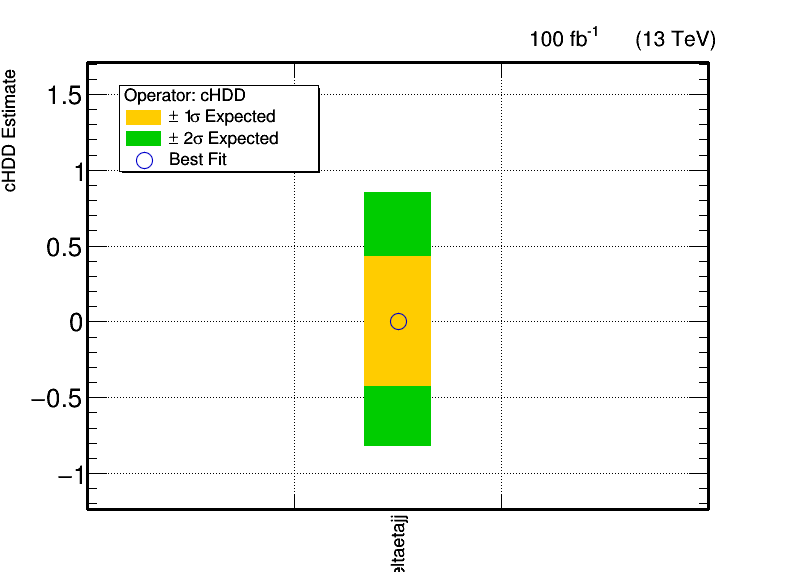 100 fb-1 (13 TeV)
cHDD Estimate
Operator: cHDD
± 1σ Expected
± 2σ Expected
Best Fit
1.5
1
0.5
0
−0.5
−1
eltaetajj